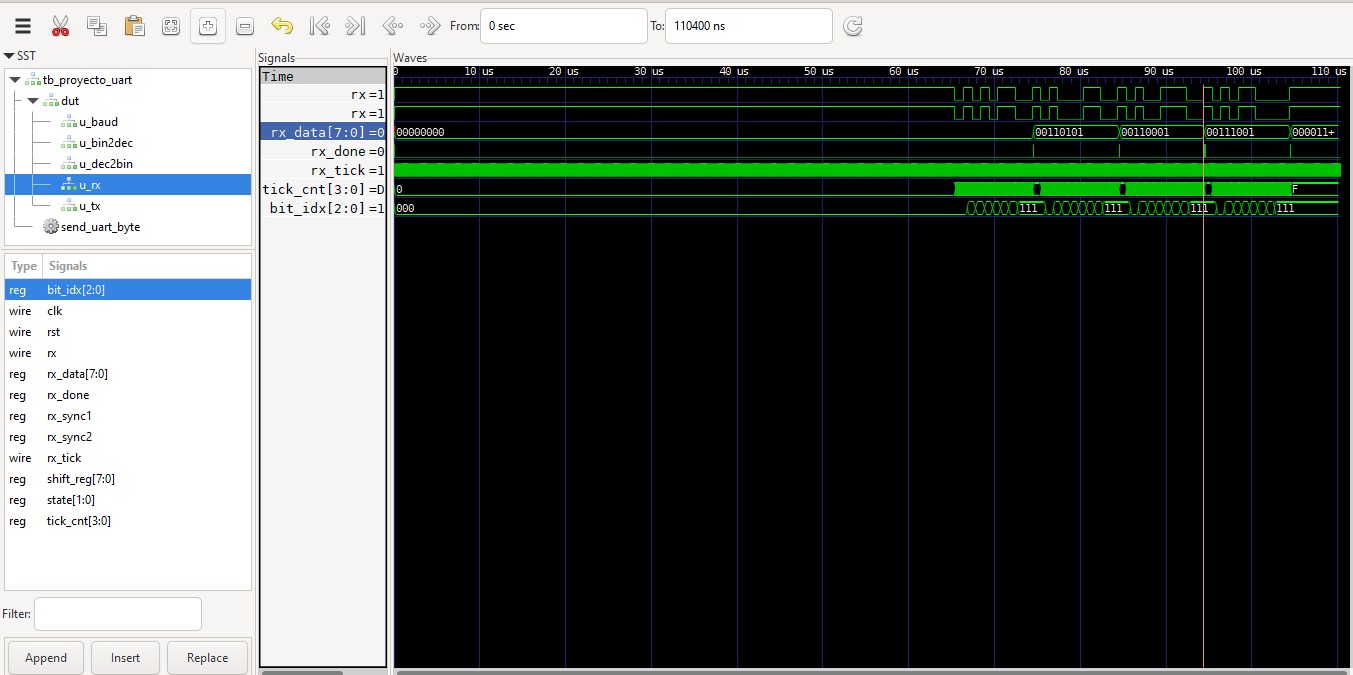 From: 0 sec To: 110400 ns
SST
tb_proyecto_uart
dut
u_baud
u_bin2dec
u_dec2bin
u_rx
u_tx
send_uart_byte
Type Signals
reg bit_idx[2:0]
wire clk
wire rst
wire rx
reg rx_data[7:0]
reg rx_done
reg rx_sync1
reg rx_sync2
wire rx_tick
reg shift_reg[7:0]
reg state[1:0]
reg tick_cnt[3:0]
Filter:
Append Insert Replace
Signals
Time
rx =1
rx =1
rx_data[7:0] =0
rx_done =0
rx_tick =1
tick_cnt[3:0] =D
bit_idx[2:0] =1
Waves
0 10 us 20 us 30 us 40 us 50 us 60 us 70 us 80 us 90 us 100 us 110 us
00000000 00110101 00110001 00111001 000011+
0 F
000 111 111 111 111